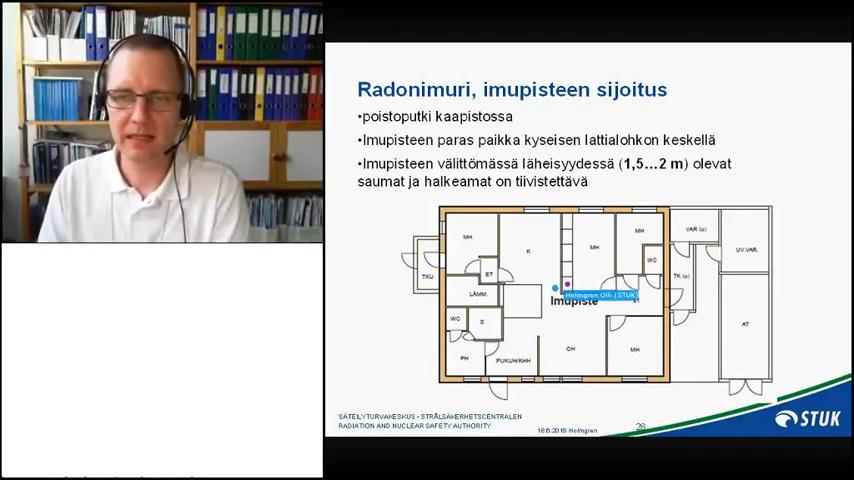 Radonimuri, imupisteen sijoitus
•poistoputki kaapistossa
•Imupisteen paras paikka kyseisen lattialohkon keskellä
•Imupisteen välittömässä läheisyydessä (1,5…2 m) olevat
saumat ja halkeamat on tiivistettävä
MH
K
MH
MH
VAR (u)
WC
UV.VAR.
TKU
ET
TK (u)
LÄMM.
Helmgren Olli (STUK)
Imupiste
WC
S
AT
PH
PUKUH/KHH
OH
MH
SÄTEILYTURVAKESKUS • STRÅLSÄKERHETSCENTRALEN
RADIATION AND NUCLEAR SAFETY AUTHORITY
18.6.2018 Holmgren
26
STUK